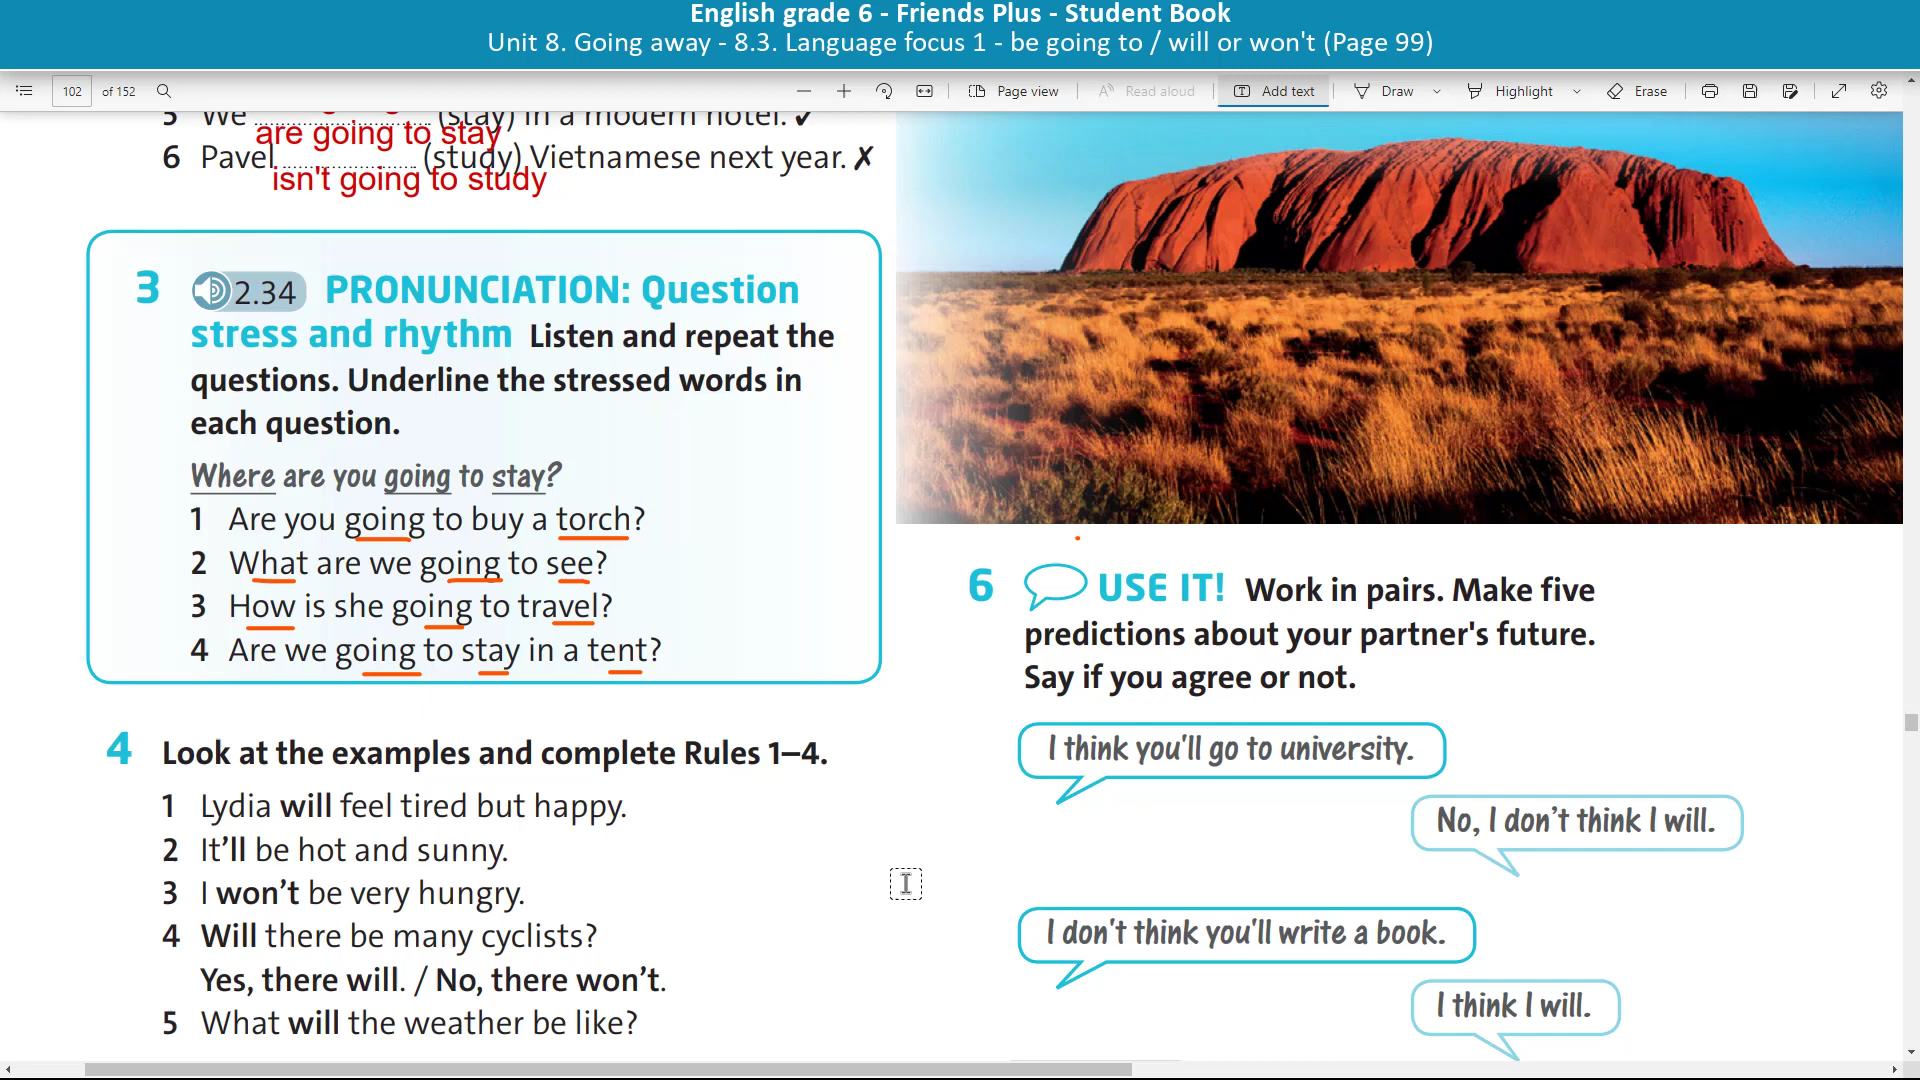 English grade 6 - Friends Plus - Student Book
Unit 8. Going away - 8.3. Language focus 1 - be going to / will or won't (Page 99)
102 of 152
Page view
Read aloud
Add text
Draw
Highlight
Erase
5 We .......... (stay) in a modern hotel. ✔
are going to stay
6 Pavel .......... (study) Vietnamese next year. ✗
isn't going to study
3 2.34 PRONUNCIATION: Question
stress and rhythm Listen and repeat the
questions. Underline the stressed words in
each question.
Where are you going to stay?
1 Are you going to buy a torch?
2 What are we going to see?
3 How is she going to travel?
4 Are we going to stay in a tent?
4 Look at the examples and complete Rules 1–4.
1 Lydia will feel tired but happy.
2 It’ll be hot and sunny.
3 I won’t be very hungry.
4 Will there be many cyclists?
Yes, there will. / No, there won’t.
5 What will the weather be like?
6 USE IT! Work in pairs. Make five
predictions about your partner's future.
Say if you agree or not.
I think you'll go to university.
No, I don’t think I will.
I don't think you'll write a book.
I think I will.